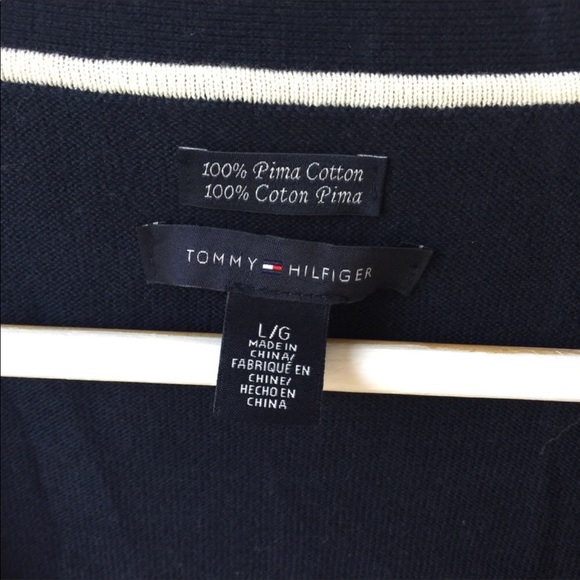 100% Pima Cotton
100% Coton Pima
TOMMY HILFIGER
L/G
MADE IN
CHINA/
FABRIQUÉ EN
CHINE/
HECHO EN
CHINA